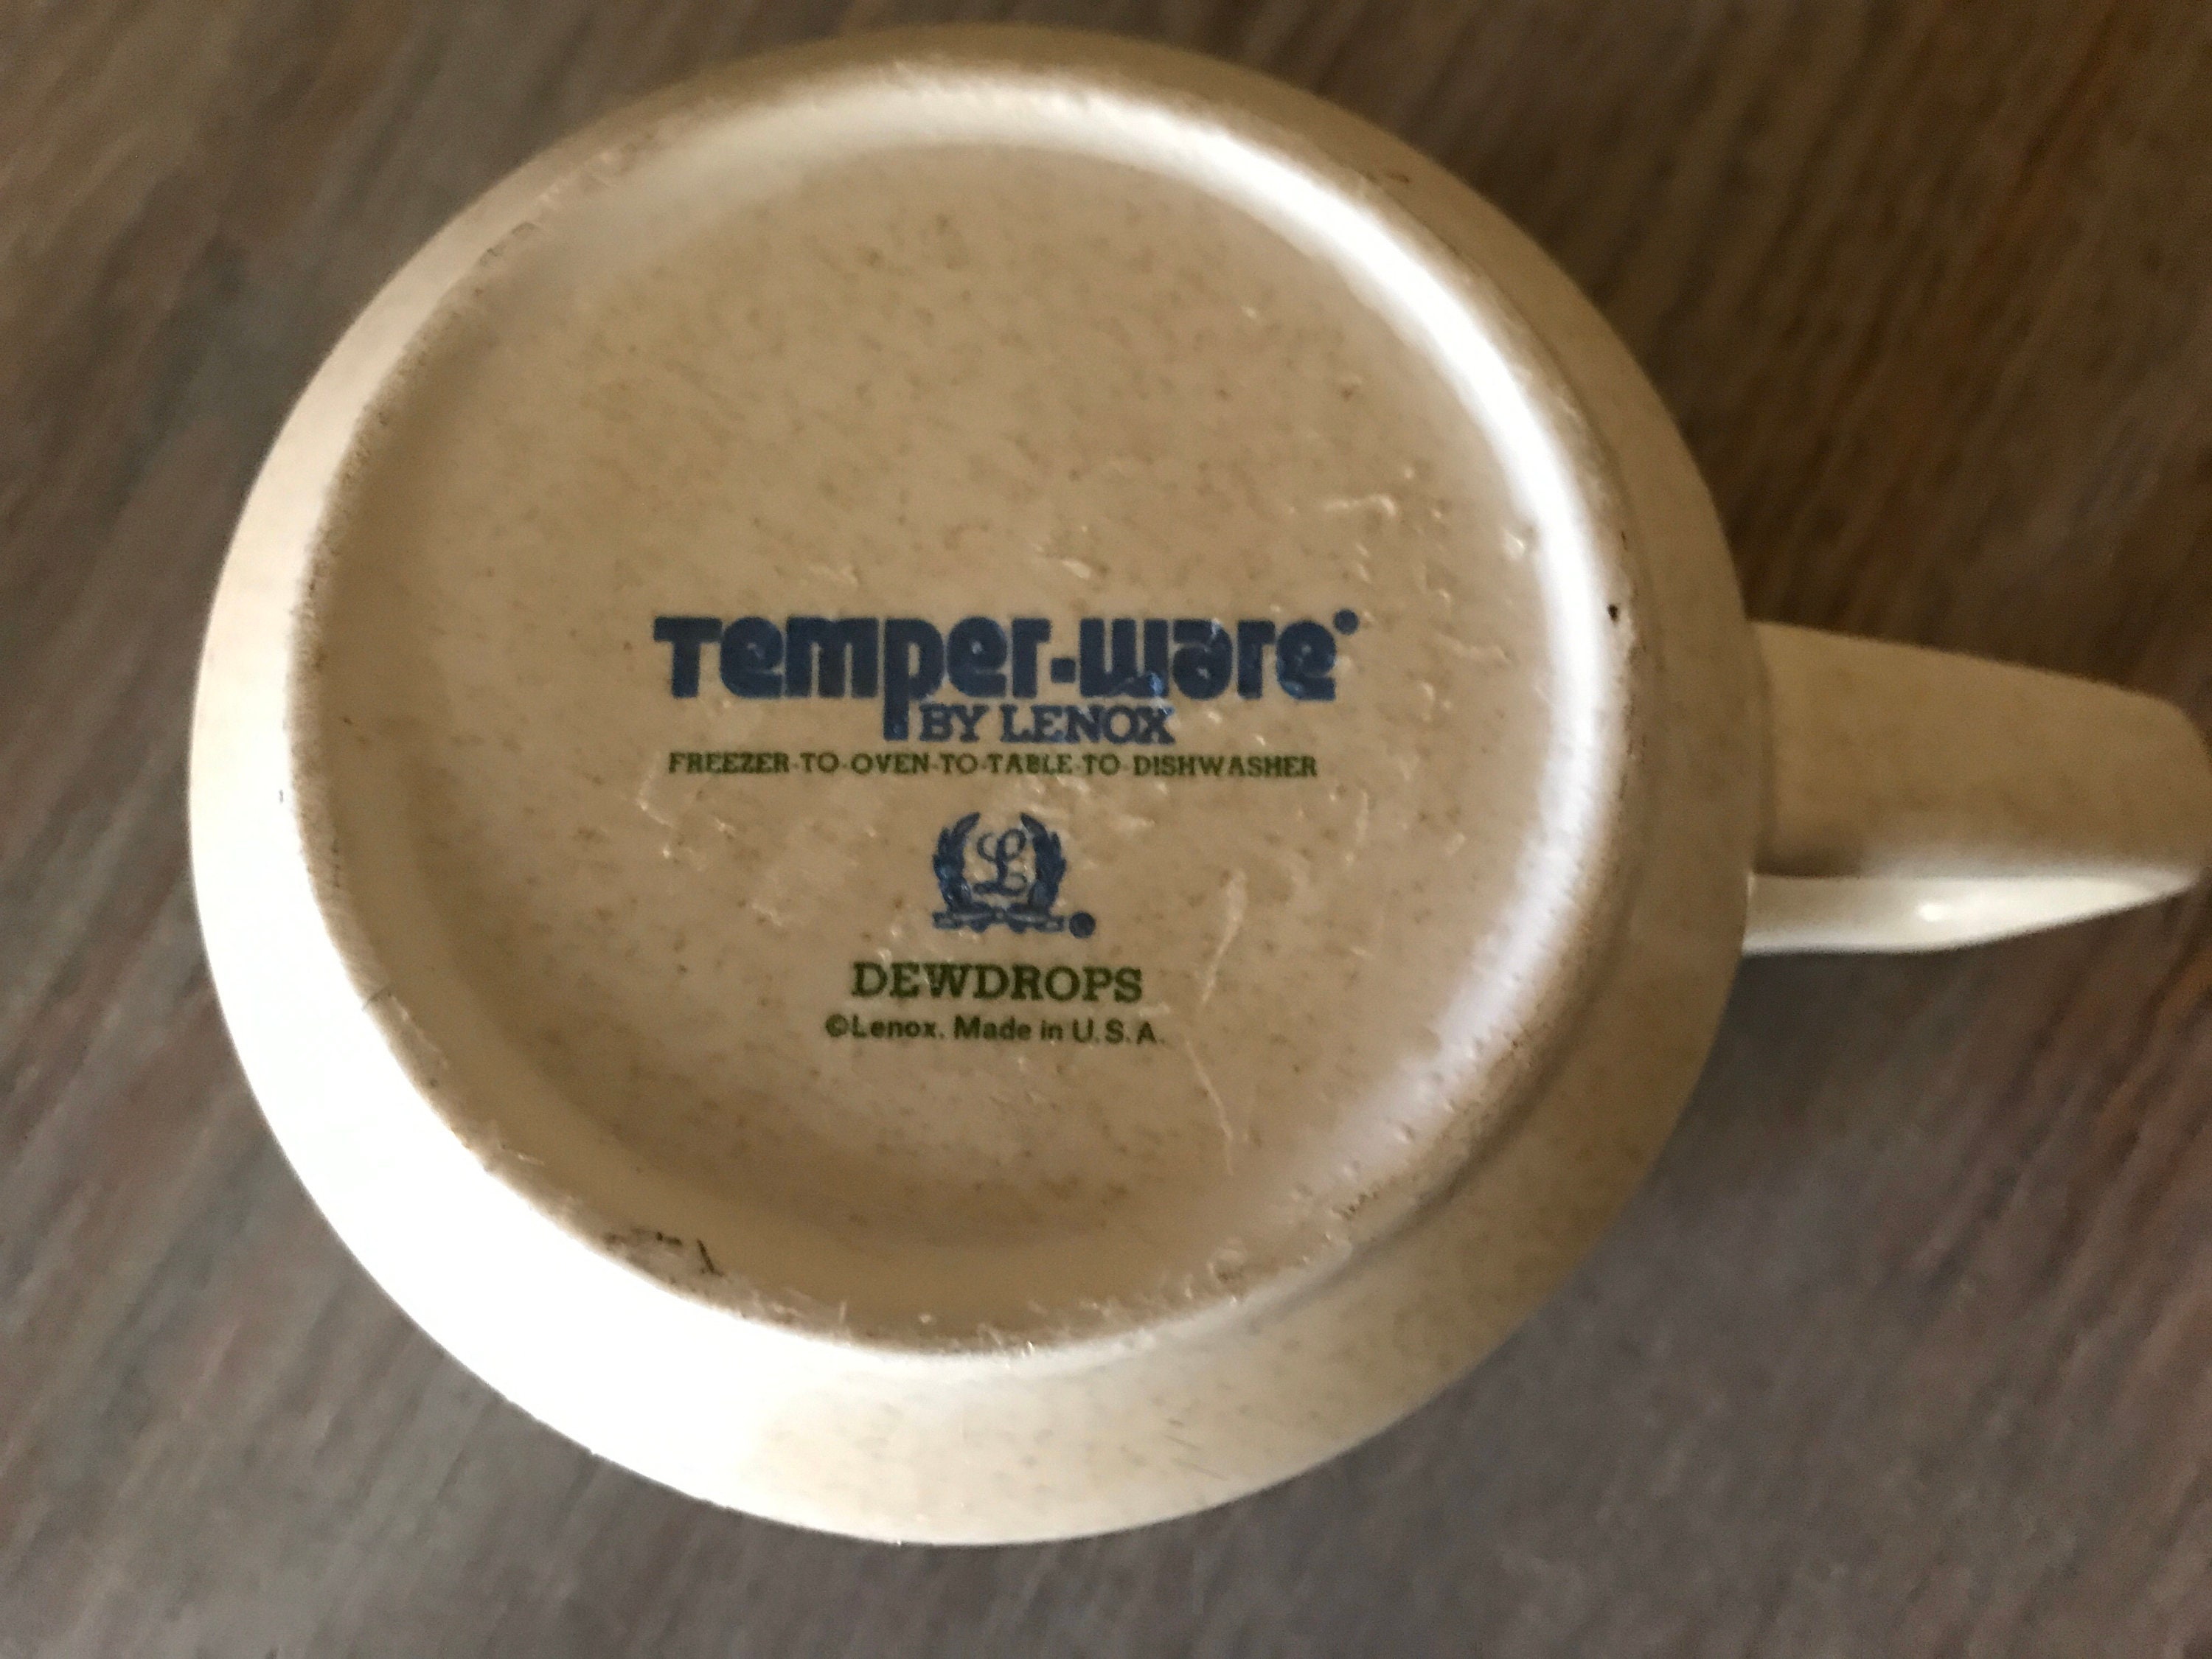 Temper-ware®
BY LENOX
FREEZER-TO-OVEN-TO-TABLE-TO-DISHWASHER
L ®
DEWDROPS
©Lenox. Made in U.S.A.